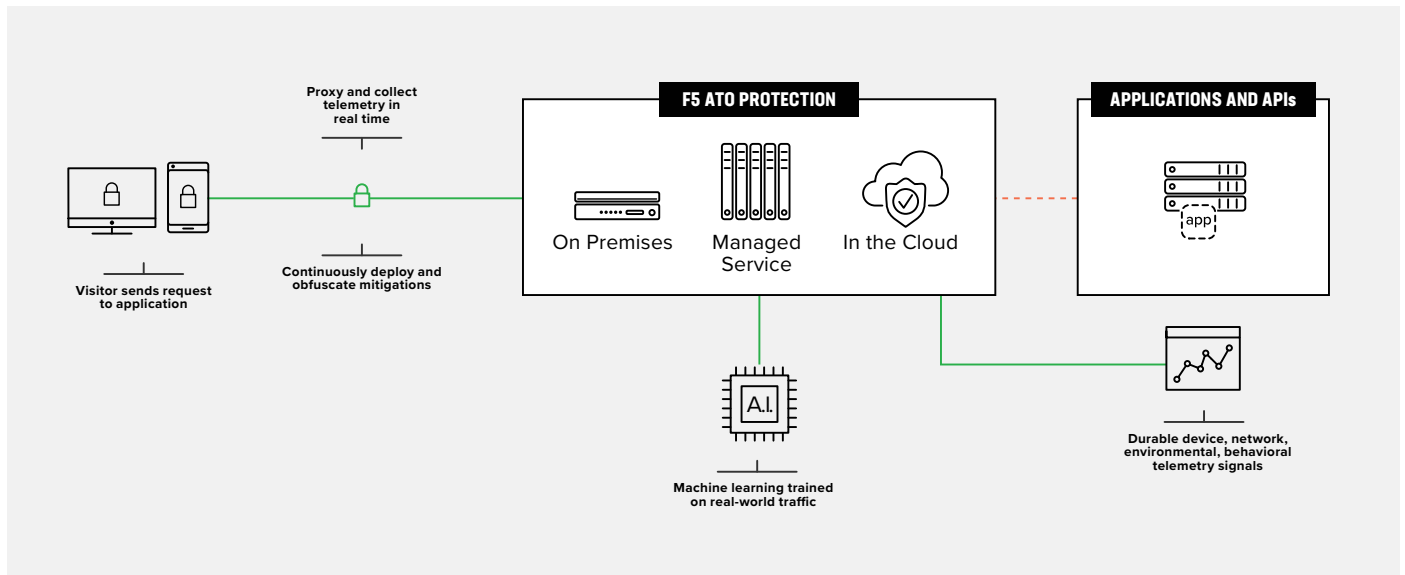 Proxy and collect
telemetry in
real time
F5 ATO PROTECTION
APPLICATIONS AND APIs
app
On Premises
Managed
Service
In the Cloud
Continuously deploy and
obfuscate mitigations
Visitor sends request
to application
A.I.
Durable device, network,
environmental, behavioral
telemetry signals
Machine learning trained
on real-world traffic